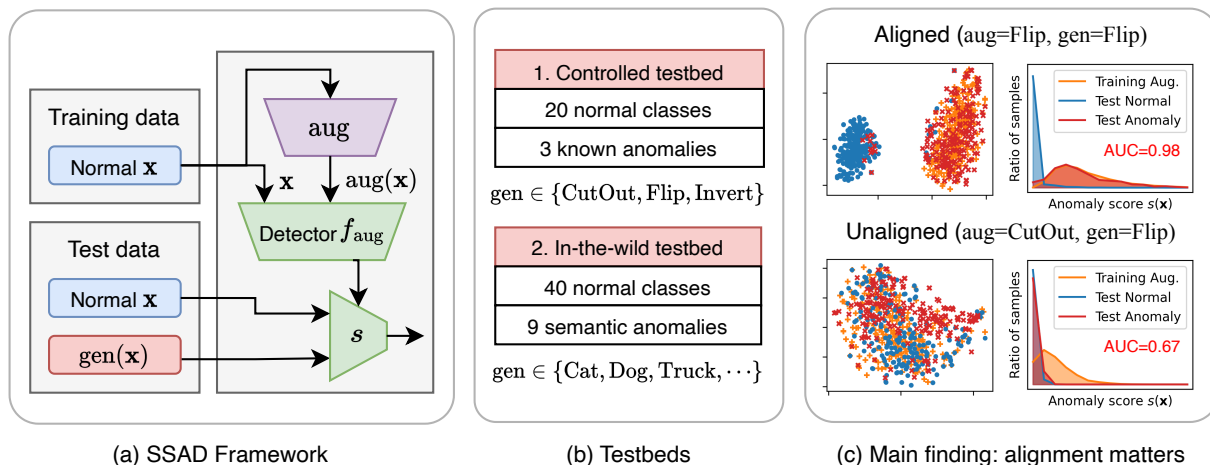 Training data
Normal x
aug
x
aug(x)
Detector f_aug
Test data
Normal x
gen(x)
s
(a) SSAD Framework
1. Controlled testbed
20 normal classes
3 known anomalies
gen ∈ {CutOut, Flip, Invert}
2. In-the-wild testbed
40 normal classes
9 semantic anomalies
gen ∈ {Cat, Dog, Truck, ⋯}
(b) Testbeds
Aligned (aug=Flip, gen=Flip)
Ratio of samples
Training Aug.
Test Normal
Test Anomaly
AUC=0.98
Anomaly score s(x)
Unaligned (aug=CutOut, gen=Flip)
Ratio of samples
Training Aug.
Test Normal
Test Anomaly
AUC=0.67
Anomaly score s(x)
(c) Main finding: alignment matters